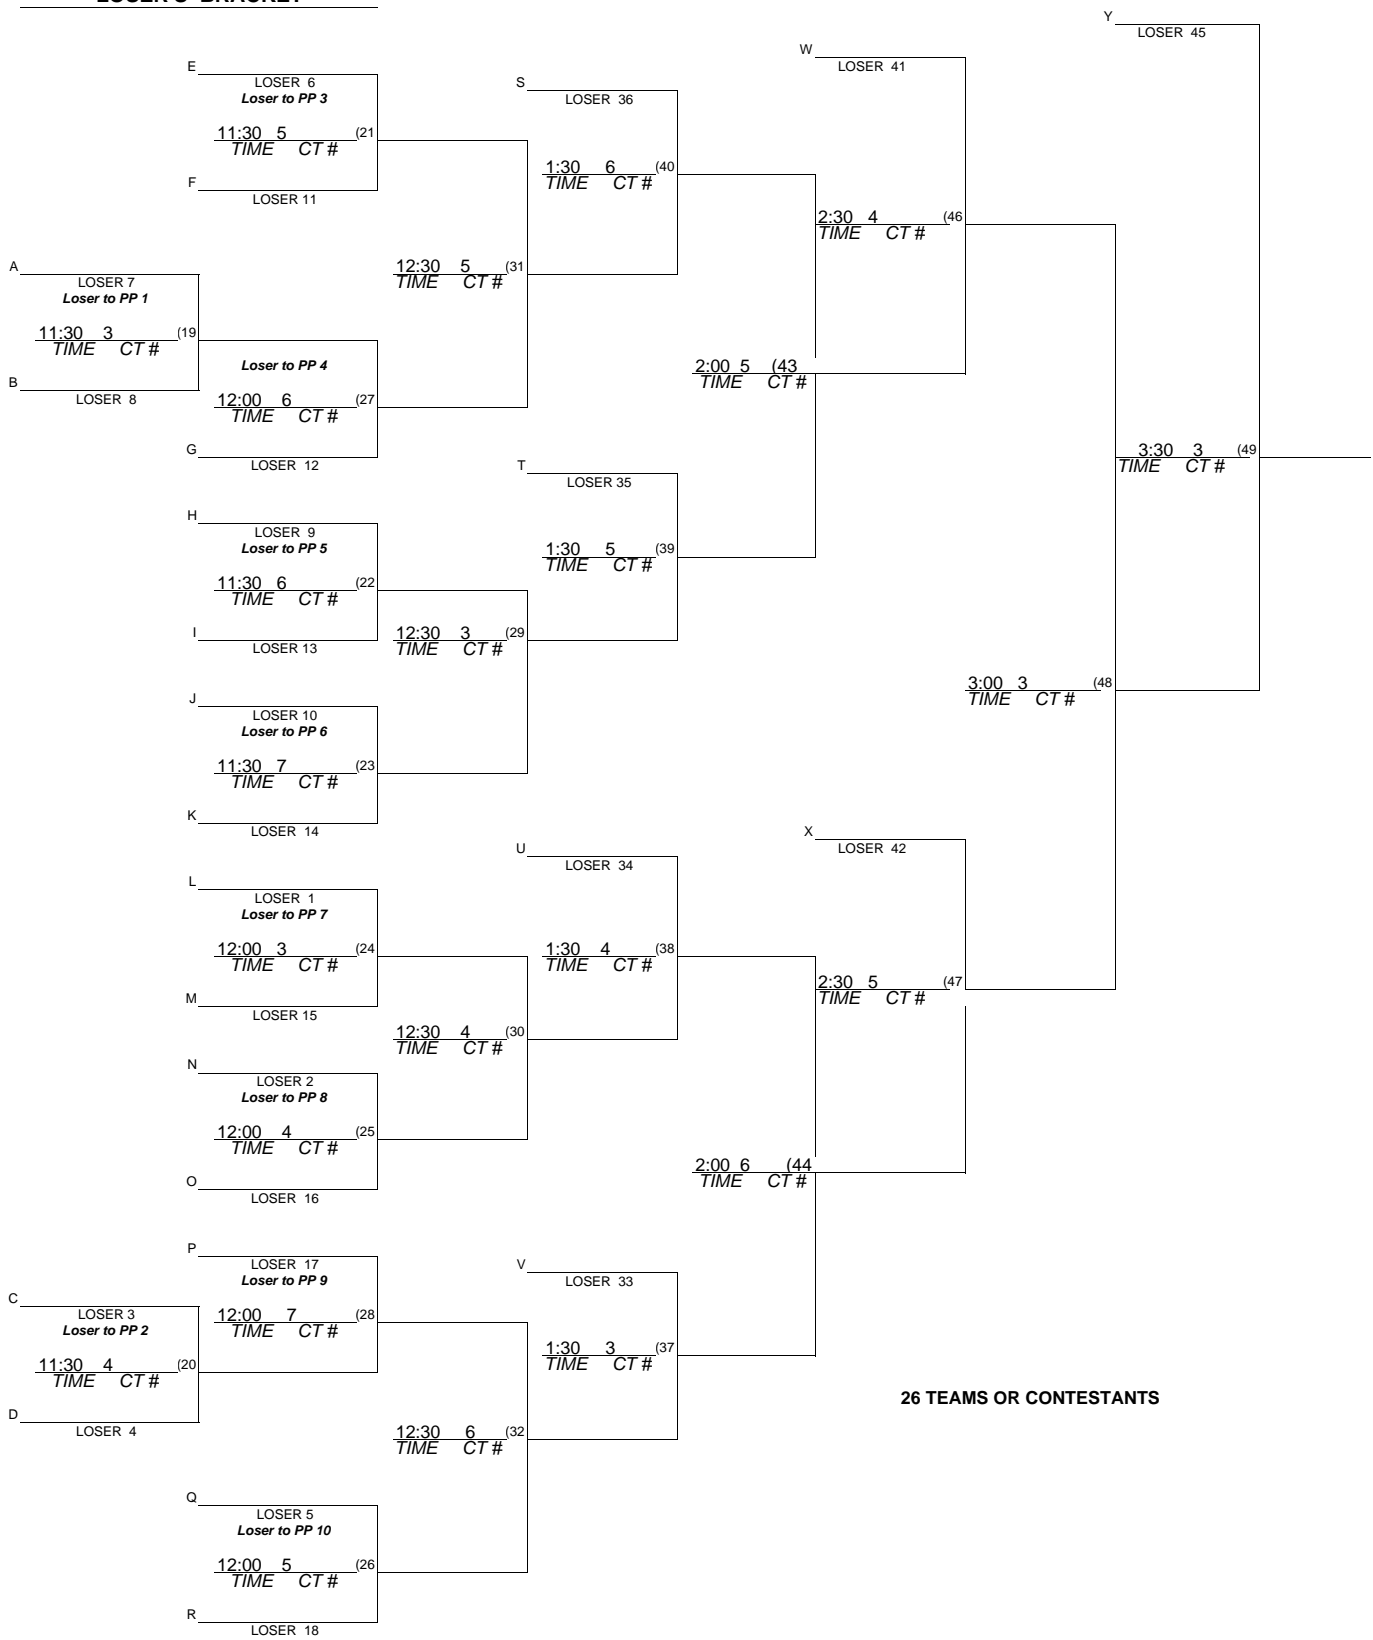 LOSER'S BRACKET
Y
LOSER 45
W
LOSER 41
E
LOSER 6
Loser to PP 3
S
LOSER 36
11:30 5 (21
TIME CT #
1:30 6 (40
TIME CT #
F
LOSER 11
2:30 4 (46
TIME CT #
A
LOSER 7
Loser to PP 1
12:30 5 (31
TIME CT #
11:30 3 (19
TIME CT #
Loser to PP 4
2:00 5 (43
TIME CT #
B
LOSER 8
12:00 6 (27
TIME CT #
G
LOSER 12
3:30 3 (49
TIME CT #
T
LOSER 35
H
LOSER 9
Loser to PP 5
1:30 5 (39
TIME CT #
11:30 6 (22
TIME CT #
I
LOSER 13
12:30 3 (29
TIME CT #
3:00 3 (48
TIME CT #
J
LOSER 10
Loser to PP 6
11:30 7 (23
TIME CT #
K
LOSER 14
X
LOSER 42
U
LOSER 34
L
LOSER 1
Loser to PP 7
12:00 3 (24
TIME CT #
1:30 4 (38
TIME CT #
2:30 5 (47
TIME CT #
M
LOSER 15
12:30 4 (30
TIME CT #
N
LOSER 2
Loser to PP 8
12:00 4 (25
TIME CT #
2:00 6 (44
TIME CT #
O
LOSER 16
P
LOSER 17
Loser to PP 9
V
LOSER 33
C
LOSER 3
Loser to PP 2
12:00 7 (28
TIME CT #
1:30 3 (37
TIME CT #
11:30 4 (20
TIME CT #
26 TEAMS OR CONTESTANTS
D
LOSER 4
12:30 6 (32
TIME CT #
Q
LOSER 5
Loser to PP 10
12:00 5 (26
TIME CT #
R
LOSER 18